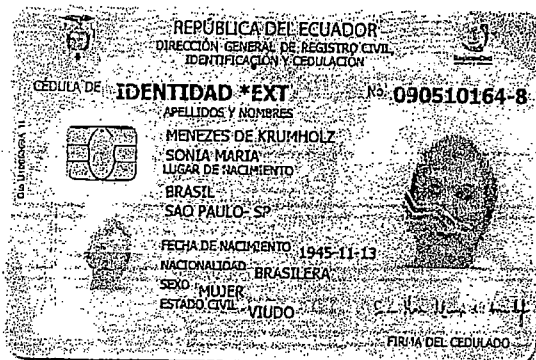 REPÚBLICA DEL ECUADOR
DIRECCIÓN GENERAL DE REGISTRO CIVIL,
IDENTIFICACIÓN Y CEDULACIÓN
CÉDULA DE IDENTIDAD *EXT No. 090510164-8
APELLIDOS Y NOMBRES
MENEZES DE KRUMHOLZ
SONIA MARIA
LUGAR DE NACIMIENTO
BRASIL
SAO PAULO- SP
FECHA DE NACIMIENTO 1945-11-13
NACIONALIDAD BRASILERA
SEXO MUJER
ESTADO CIVIL VIUDO
FIRMA DEL CEDULADO